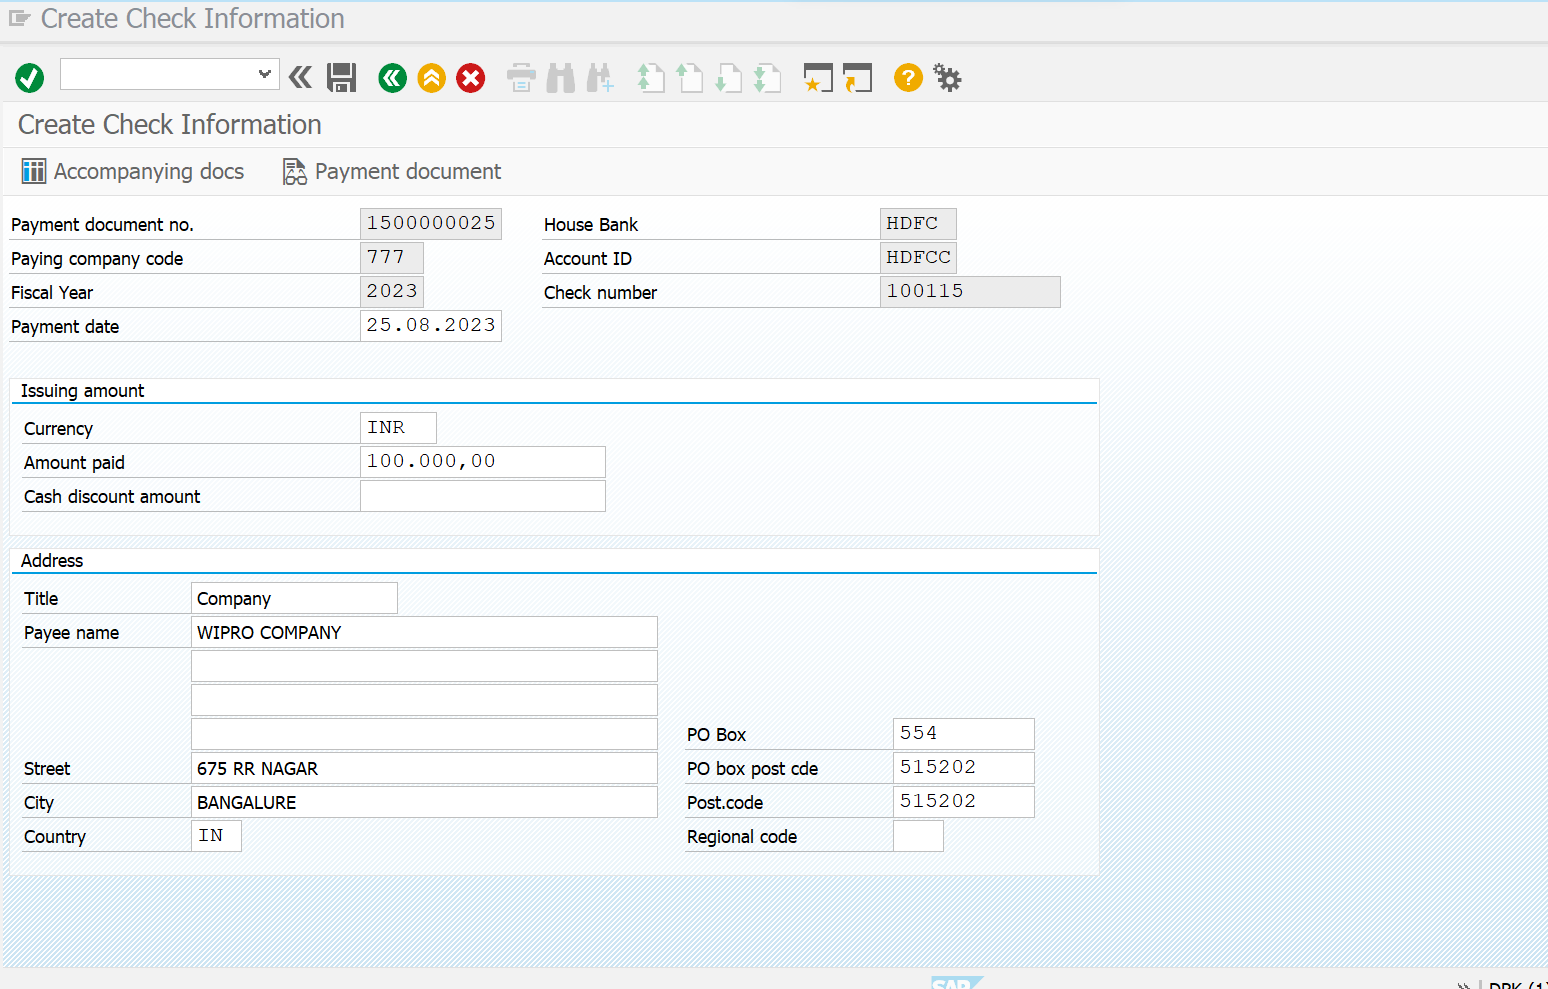 Create Check Information
Create Check Information
Accompanying docs Payment document
Payment document no. 1500000025 House Bank HDFC
Paying company code 777 Account ID HDFCC
Fiscal Year 2023 Check number 100115
Payment date 25.08.2023
Issuing amount
Currency INR
Amount paid 100.000,00
Cash discount amount
Address
Title Company
Payee name WIPRO COMPANY
PO Box 554
Street 675 RR NAGAR PO box post cde 515202
City BANGALURE Post.code 515202
Country IN Regional code
SAP